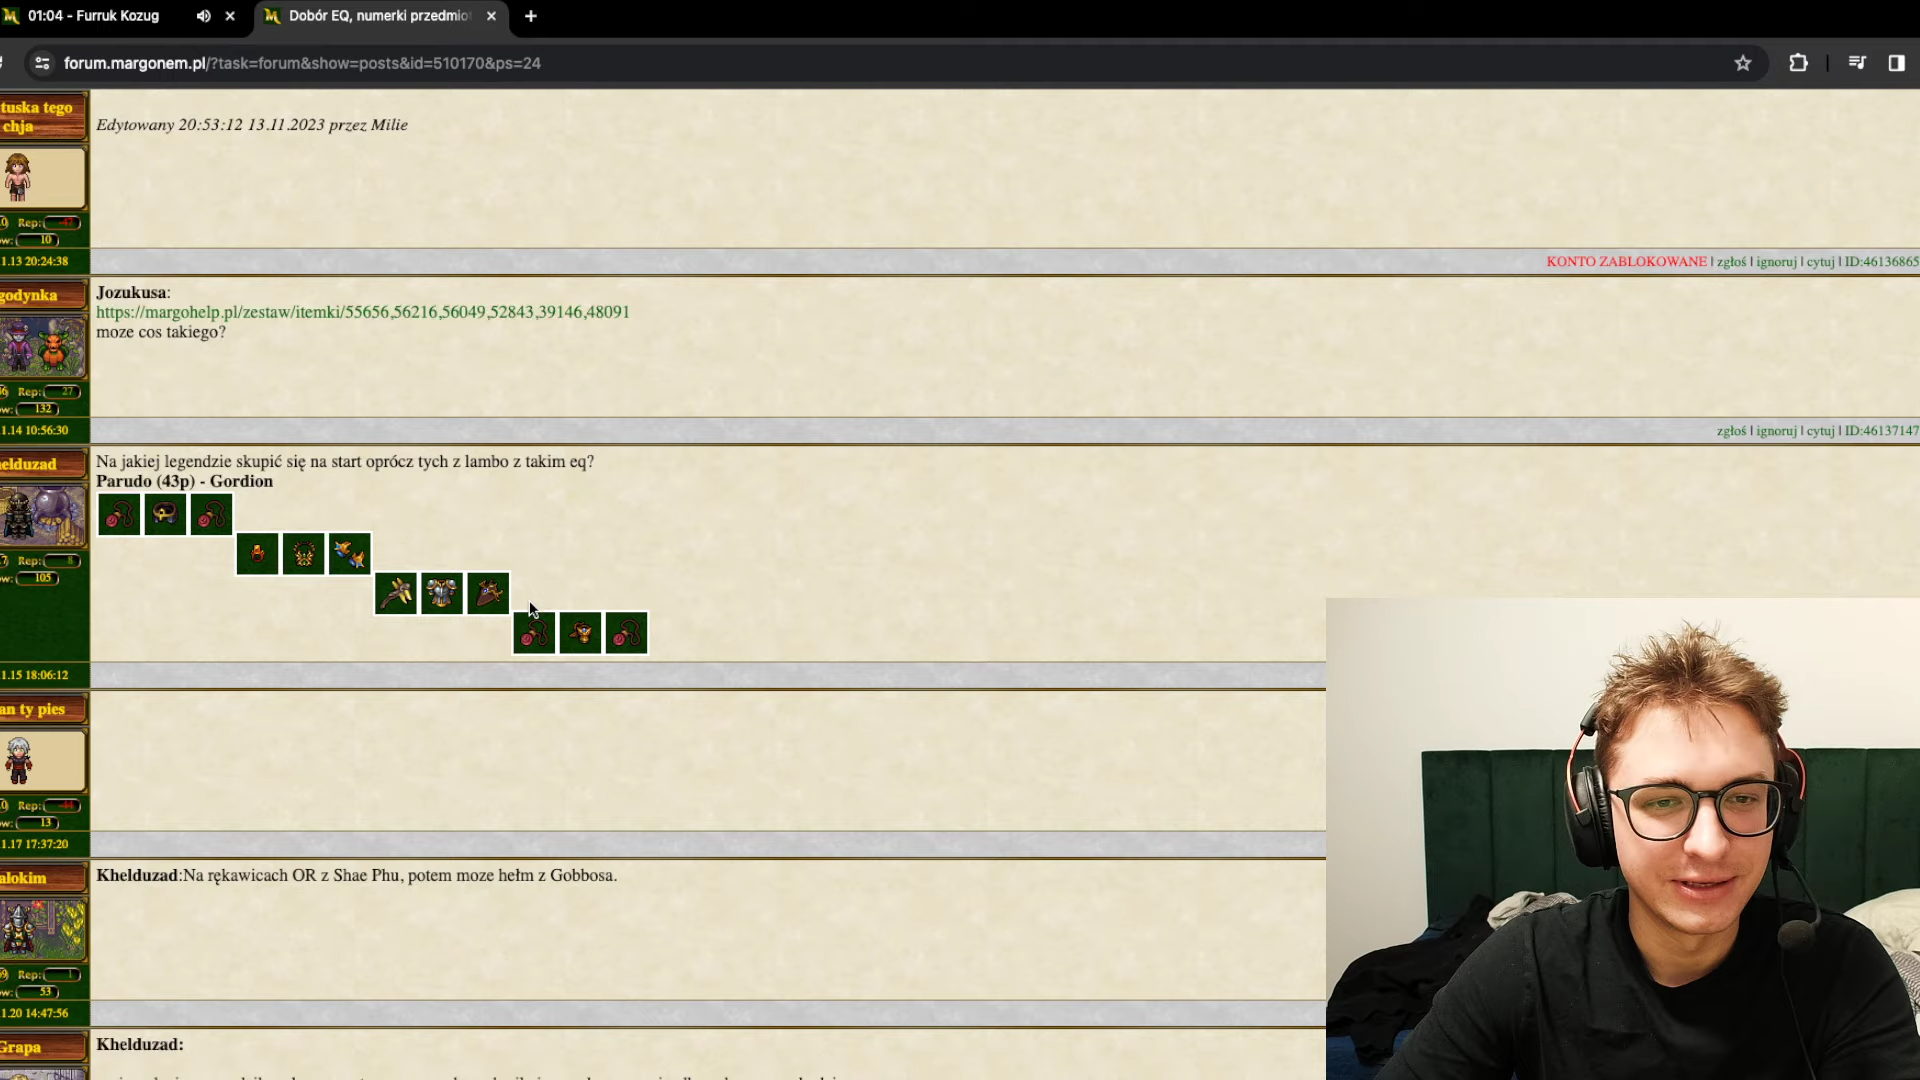 01:04 - Furruk Kozug
Dobór EQ, numerki przedmiot
forum.margonem.pl/?task=forum&show=posts&id=510170&ps=24
tuska tego
chja
Edytowany 20:53:12 13.11.2023 przez Milie
Rep: -42
10
1.13 20:24:38
KONTO ZABLOKOWANE | zgłoś | ignoruj | cytuj | ID:46136865
godynka
Jozukusa:
https://margohelp.pl/zestaw/itemki/55656,56216,56049,52843,39146,48091
moze cos takiego?
Rep: 27
132
1.14 10:56:30
zgłoś | ignoruj | cytuj | ID:46137147
helduzad
Na jakiej legendzie skupić się na start oprócz tych z lambo z takim eq?
Parudo (43p) - Gordion
Rep: 8
105
1.15 18:06:12
an ty pies
Rep: -44
13
1.17 17:37:20
alokim
Khelduzad:Na rękawicach OR z Shae Phu, potem moze hełm z Gobbosa.
Rep: 1
53
1.20 14:47:56
Grapa
Khelduzad: